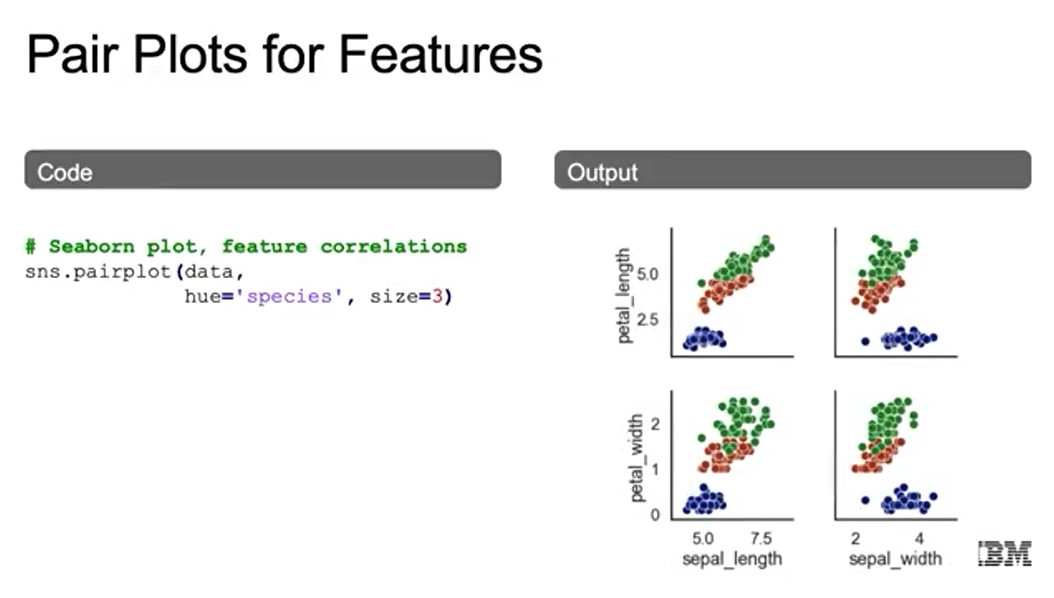 Pair Plots for Features
Code
# Seaborn plot, feature correlations
sns.pairplot(data,
hue='species', size=3)
Output
petal_length
5.0
2.5
petal_width
2
1
0
5.0 7.5
sepal_length
2 4
sepal_width
IBM